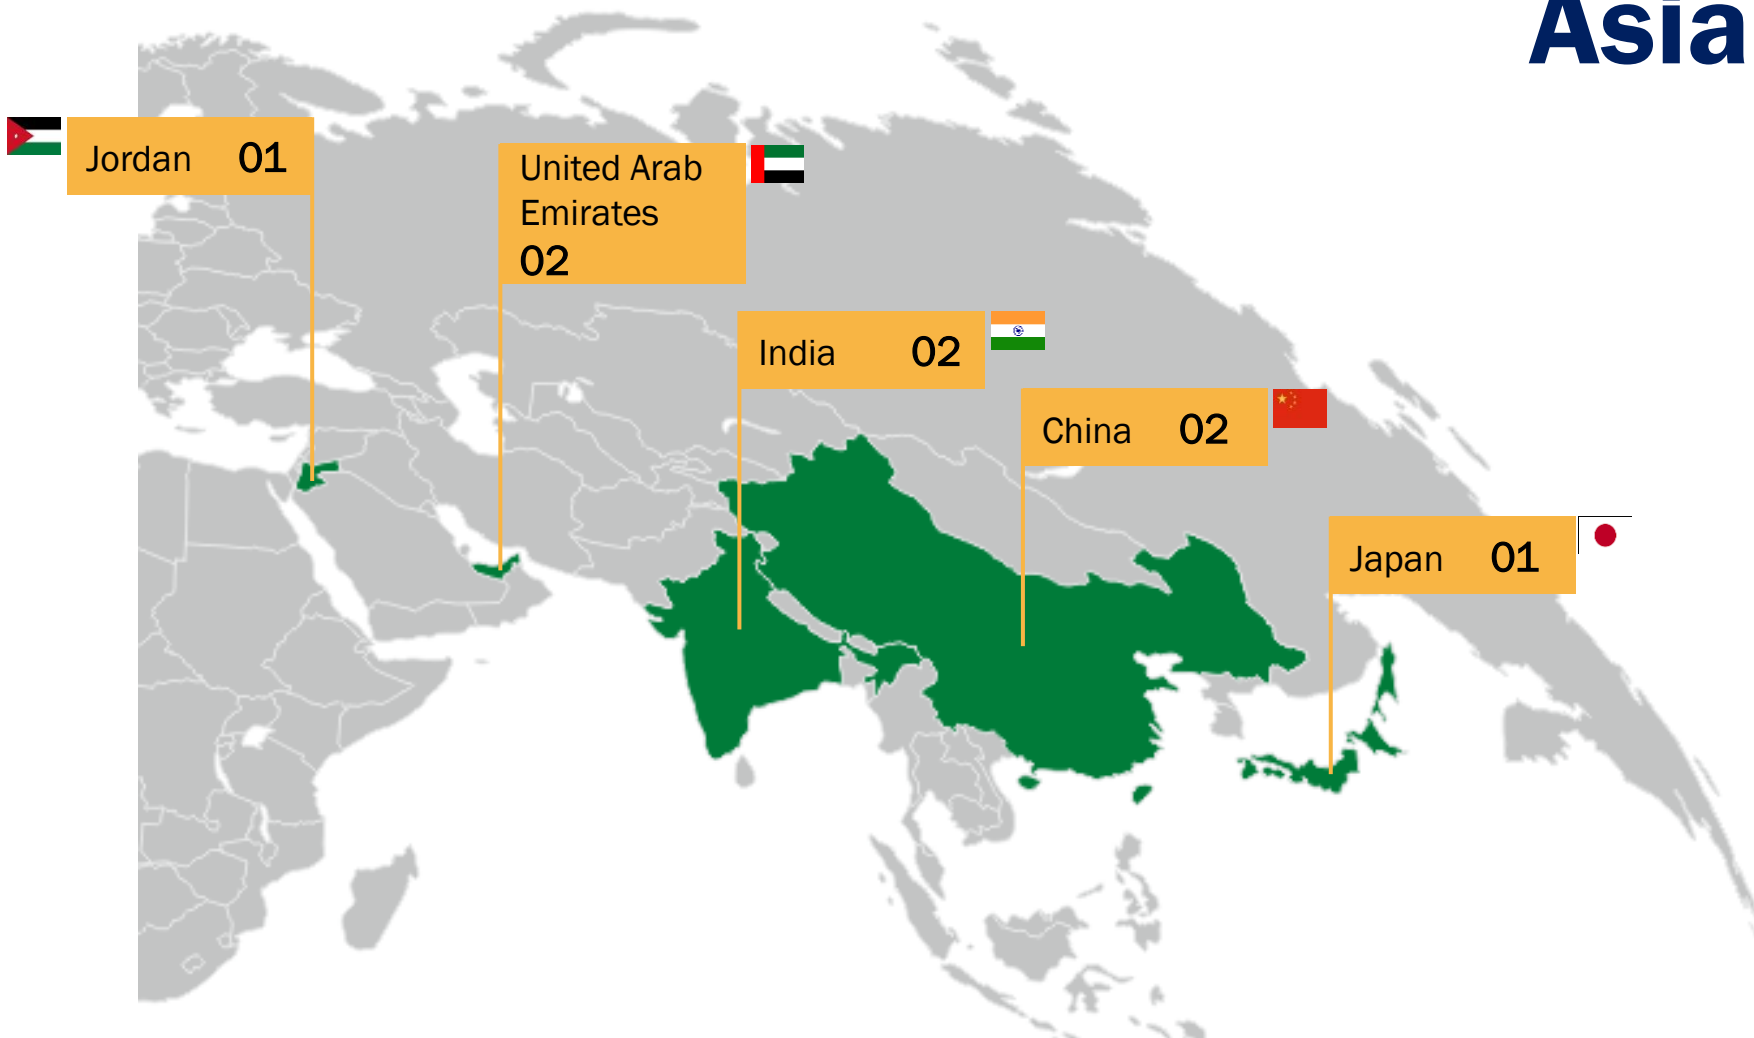 Asia
Jordan 01
United Arab
Emirates
02
India 02
China 02
Japan 01